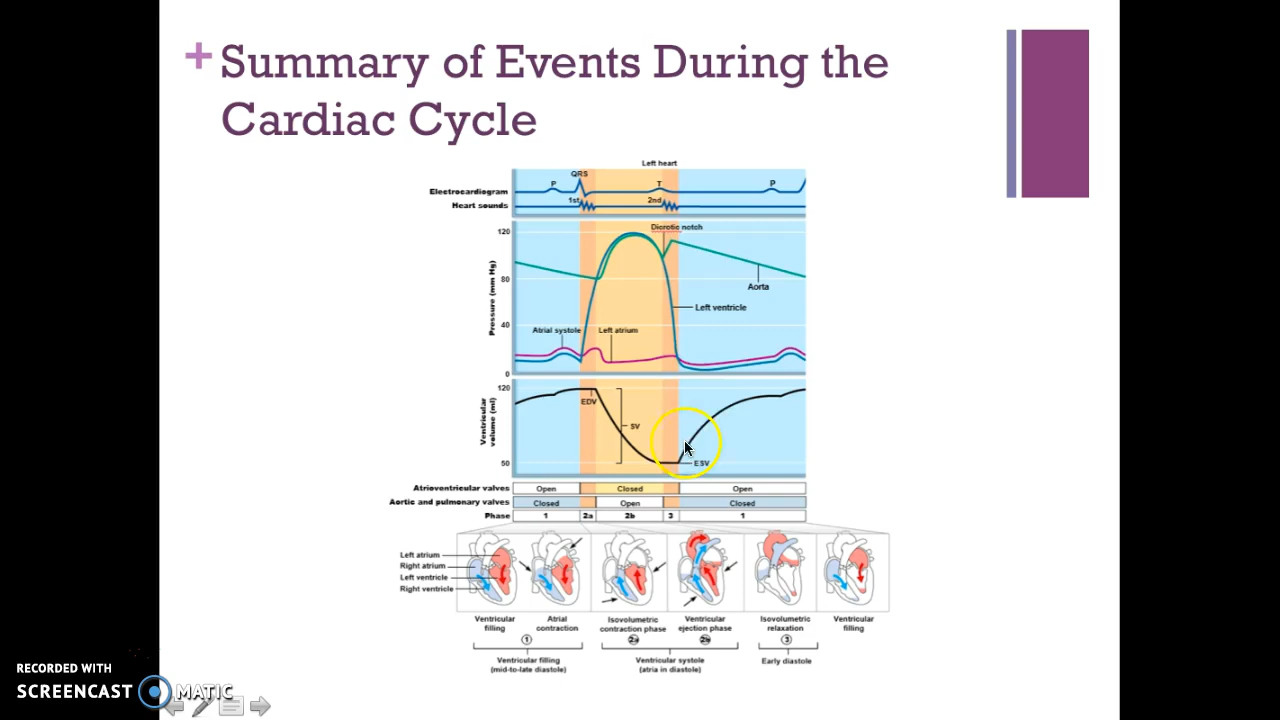 + Summary of Events During the
Cardiac Cycle
Left heart
QRS
P
T
P
Electrocardiogram
1st
2nd
Heart sounds
Dicrotic notch
120
80
40
0
Pressure (mm Hg)
Aorta
Left ventricle
Atrial systole
Left atrium
120
50
Ventricular
volume (ml)
EDV
SV
ESV
Atrioventricular valves Open Closed Open
Aortic and pulmonary valves Closed Open Closed
Phase 1 2a 2b 3 1
Left atrium
Right atrium
Left ventricle
Right ventricle
Ventricular
filling
Atrial
contraction
Isovolumetric
contraction phase
Ventricular
ejection phase
Isovolumetric
relaxation
Ventricular
filling
1
2a
2b
3
Ventricular filling
(mid-to-late diastole)
Ventricular systole
(atria in diastole)
Early diastole
RECORDED WITH
SCREENCAST MATIC